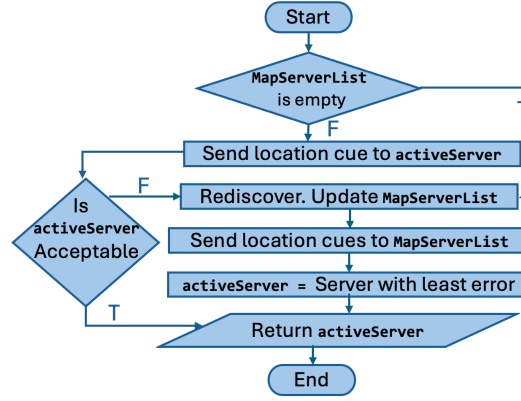 Start
MapServerList
is empty
F
Send location cue to activeServer
Is
activeServer
Acceptable
F
Rediscover. Update MapServerList
Send location cues to MapServerList
activeServer = Server with least error
T
Return activeServer
End